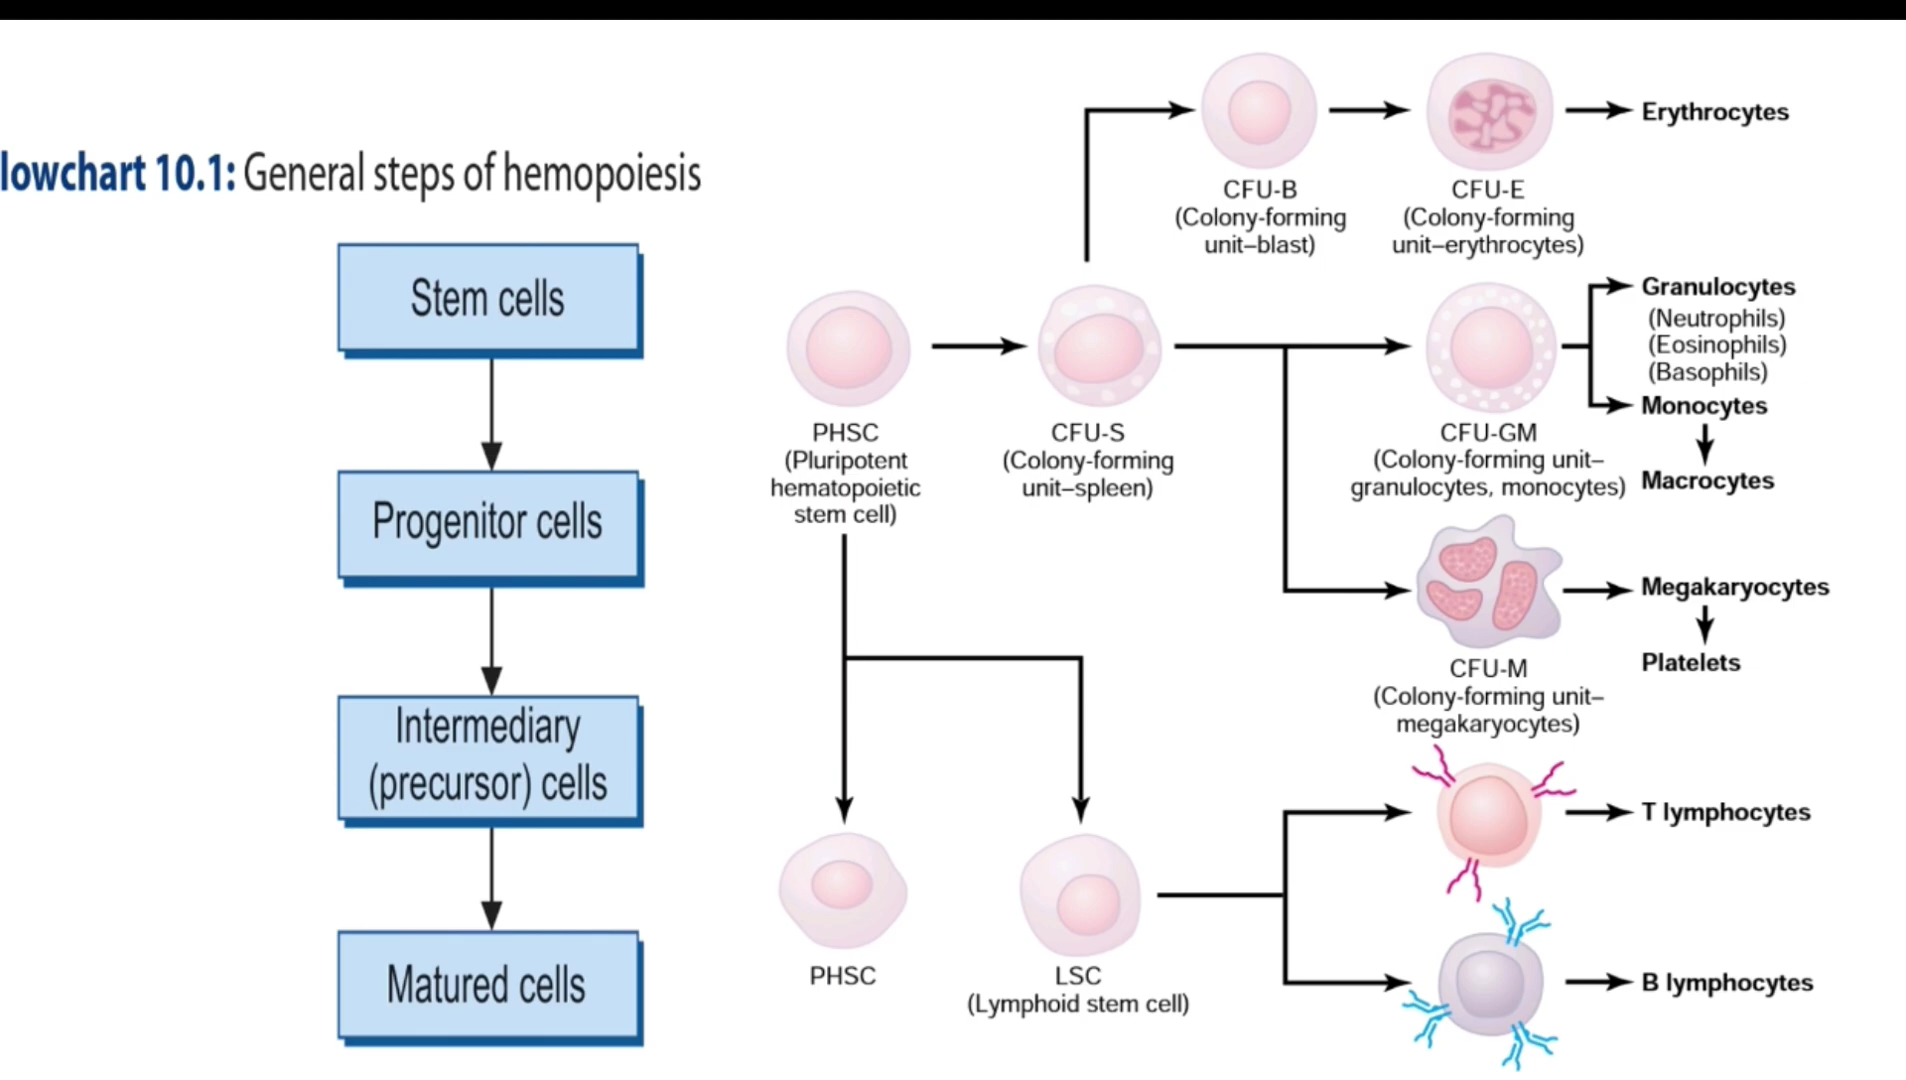 lowchart 10.1: General steps of hemopoiesis
Stem cells
Progenitor cells
Intermediary
(precursor) cells
Matured cells
CFU-B
(Colony-forming
unit–blast)
CFU-E
(Colony-forming
unit–erythrocytes)
Erythrocytes
PHSC
(Pluripotent
hematopoietic
stem cell)
CFU-S
(Colony-forming
unit–spleen)
CFU-GM
(Colony-forming unit–
granulocytes, monocytes)
Granulocytes
(Neutrophils)
(Eosinophils)
(Basophils)
Monocytes
Macrocytes
CFU-M
(Colony-forming unit–
megakaryocytes)
Megakaryocytes
Platelets
PHSC
LSC
(Lymphoid stem cell)
T lymphocytes
B lymphocytes